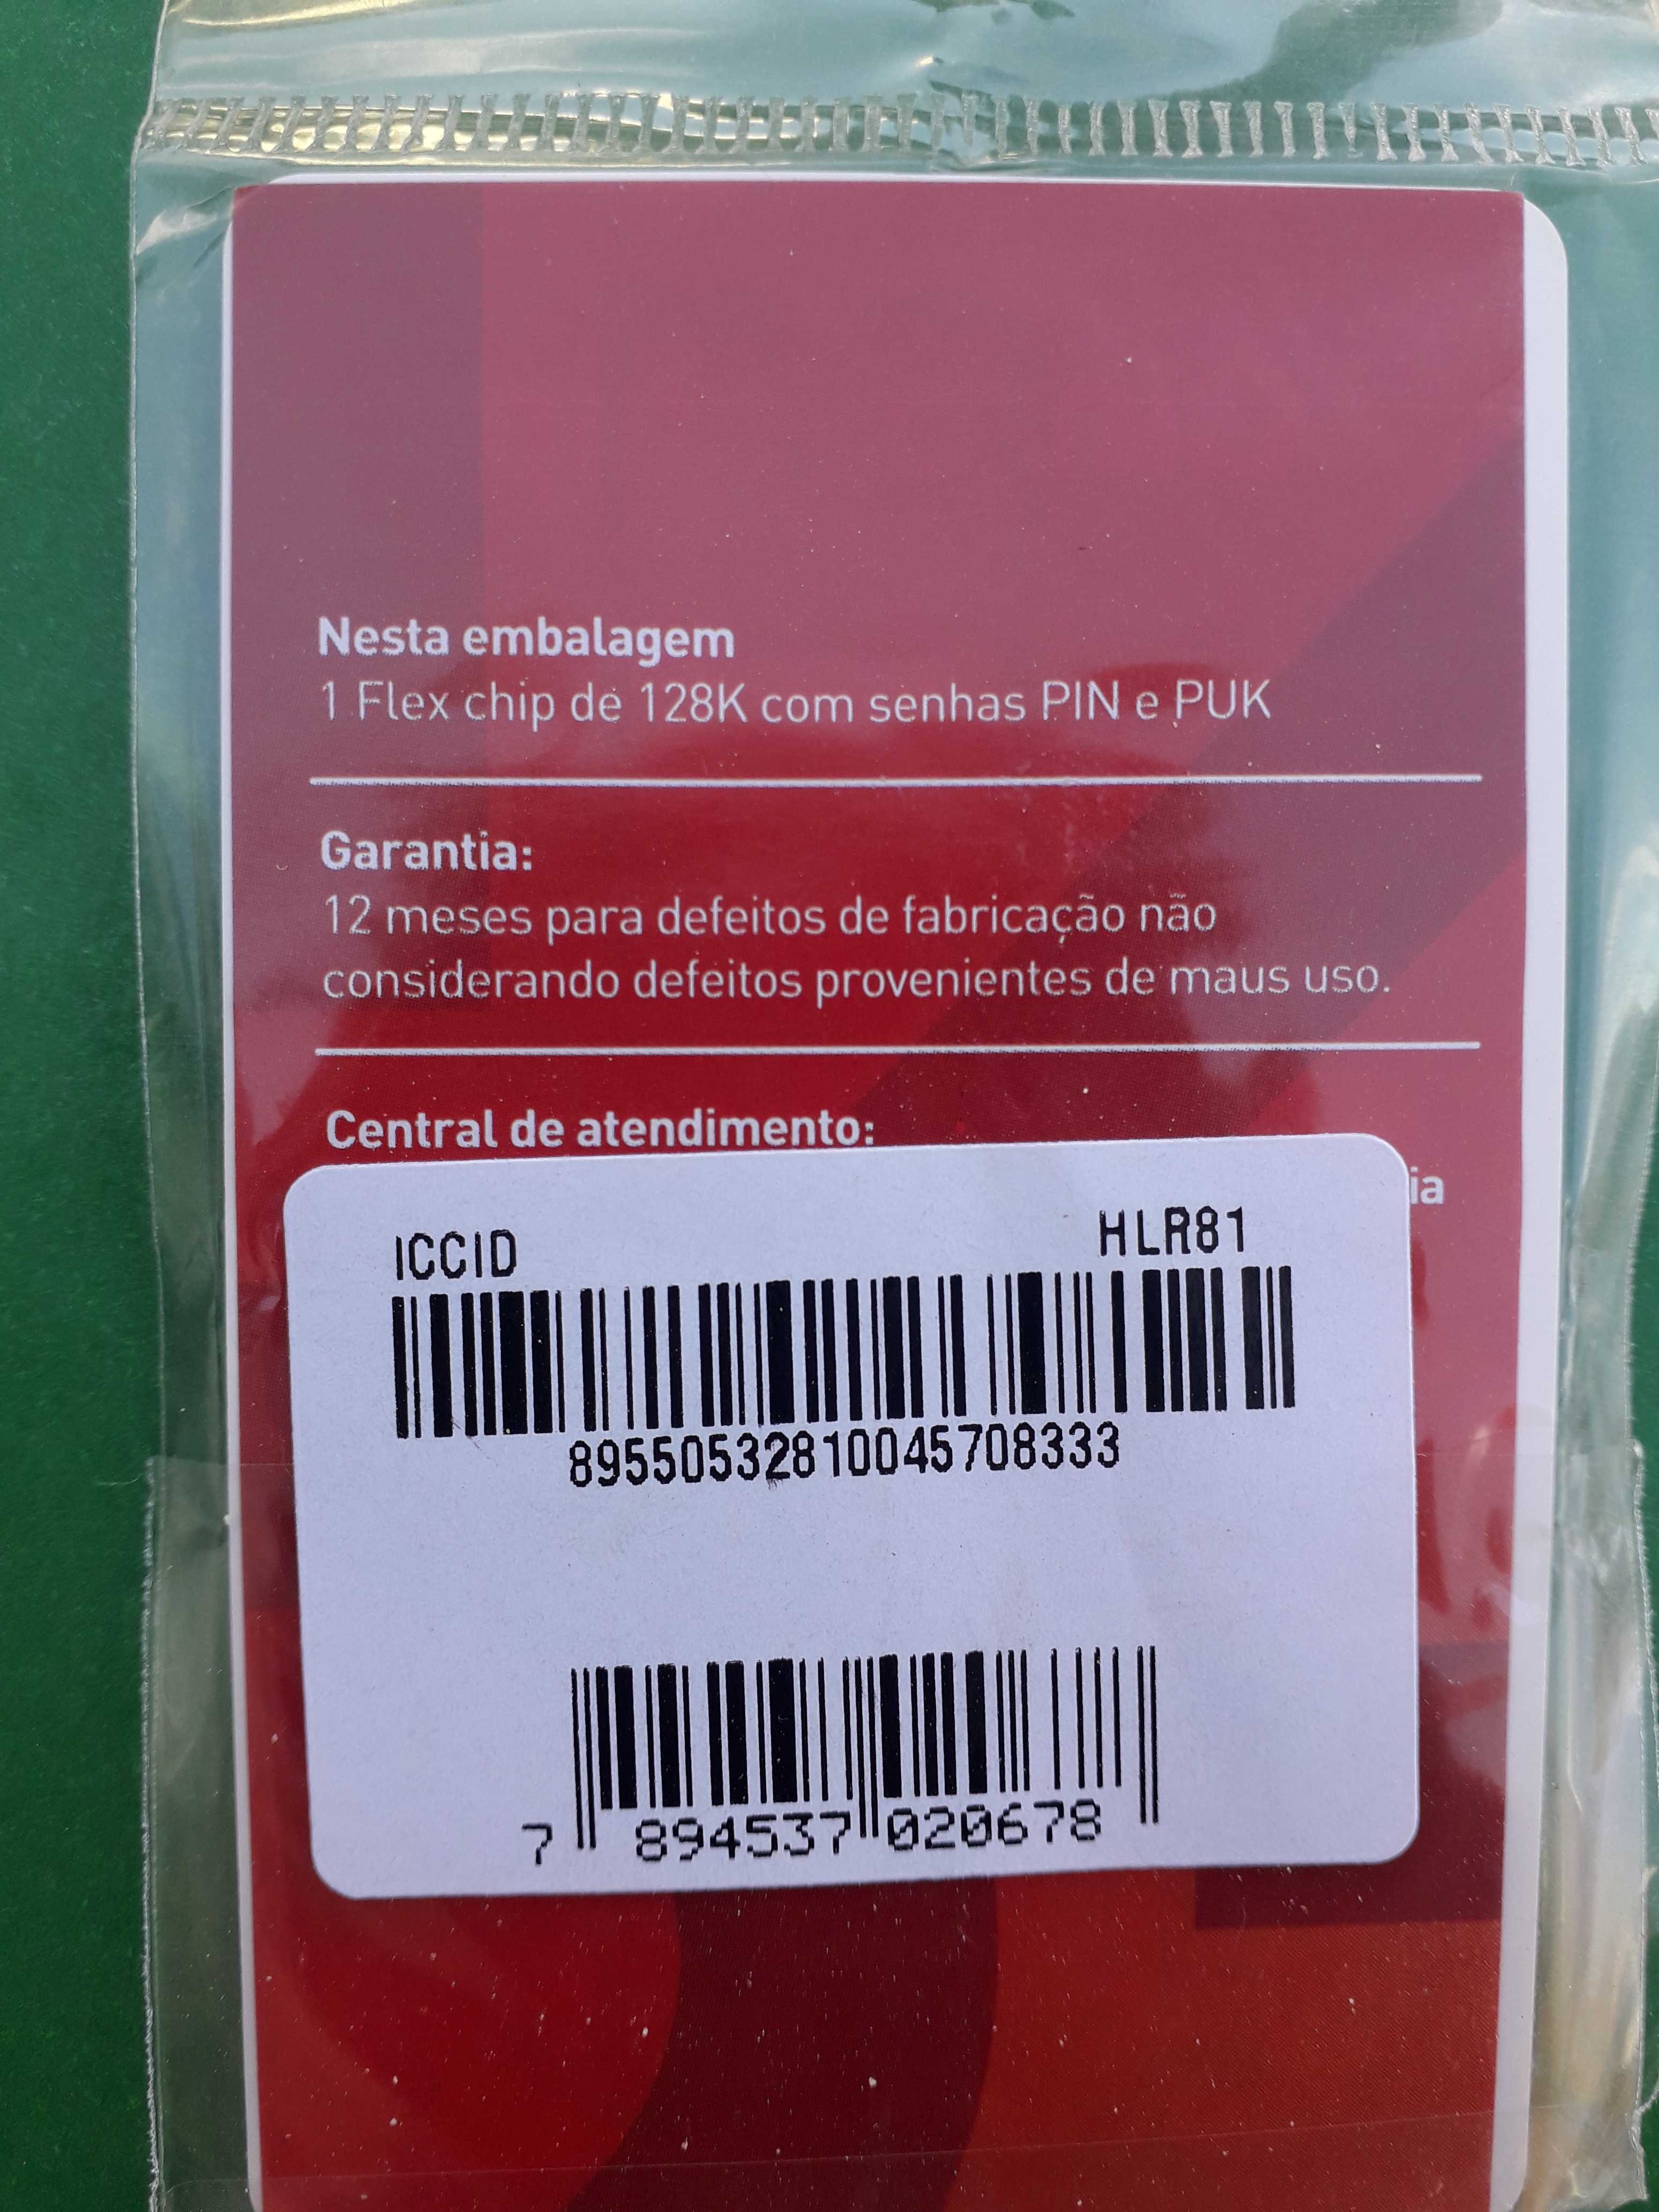 Nesta embalagem
1 Flex chip de 128K com senhas PIN e PUK
Garantia:
12 meses para defeitos de fabricação não
considerando defeitos provenientes de maus uso.
Central de atendimento:
ia
ICCID HLR81
89550532810045708333
7 894537 020678